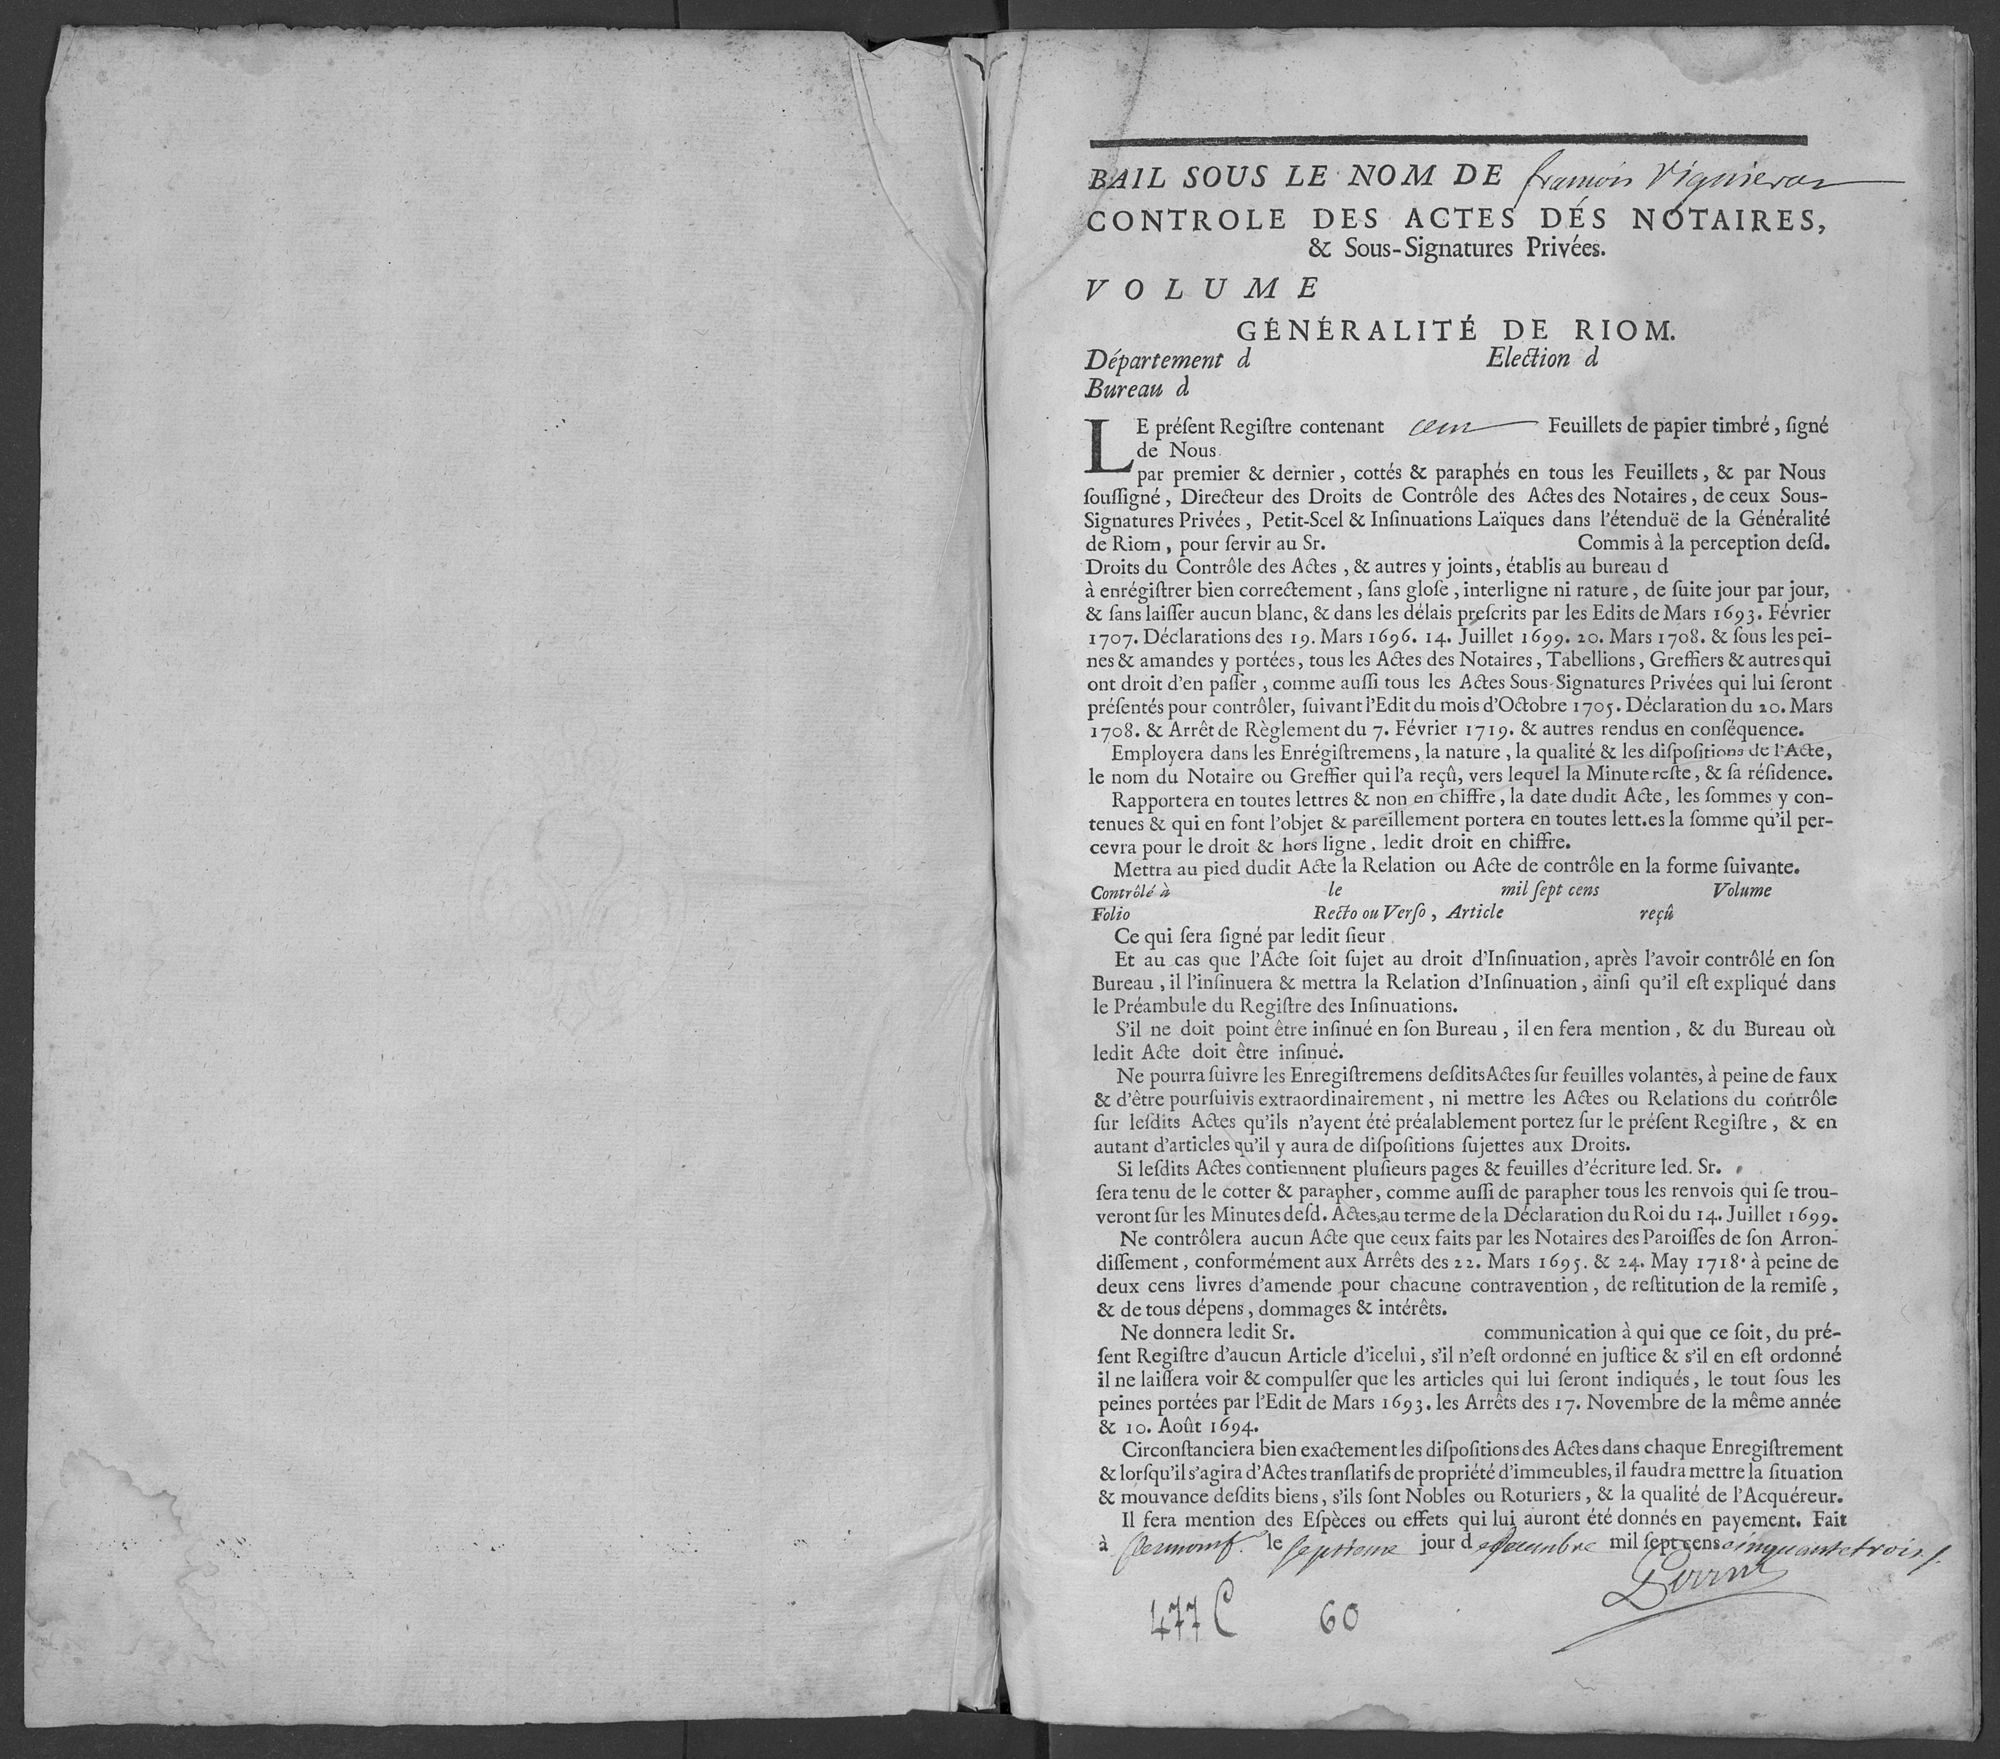 BAIL SOUS LE NOM DE françois Vigneron
CONTROLE DES ACTES DES NOTAIRES,
& Sous-Signatures Privées.
VOLUME
GÉNÉRALITÉ DE RIOM.
Département d Election d
Bureau d
LE préſent Regiſtre contenant cent Feuillets de papier timbré, ſigné
de Nous
par premier & dernier, cottés & paraphés en tous les Feuillets, & par Nous
ſouſſigné, Directeur des Droits de Contrôle des Actes des Notaires, de ceux Sous-
Signatures Privées, Petit-Scel & Inſinuations Laïques dans l'étenduë de la Généralité
de Riom, pour ſervir au Sr. Commis à la perception deſd.
Droits du Contrôle des Actes, & autres y joints, établis au bureau d
à enrégiſtrer bien correctement, ſans gloſe, interligne ni rature, de ſuite jour par jour,
& ſans laiſſer aucun blanc, & dans les délais preſcrits par les Edits de Mars 1693. Février
1707. Déclarations des 19. Mars 1696. 14. Juillet 1699. 20. Mars 1708. & ſous les pei-
nes & amandes y portées, tous les Actes des Notaires, Tabellions, Greffiers & autres qui
ont droit d'en paſſer, comme auſſi tous les Actes Sous-Signatures Privées qui lui ſeront
préſentés pour contrôler, ſuivant l'Edit du mois d'Octobre 1705. Déclaration du 20. Mars
1708. & Arrêt de Règlement du 7. Février 1719. & autres rendus en conſéquence.
Employera dans les Enrégiſtremens, la nature, la qualité & les diſpoſitions de l'Acte,
le nom du Notaire ou Greffier qui l'a reçû, vers lequel la Minute reſte, & ſa réſidence.
Rapportera en toutes lettres & non en chiffre, la date dudit Acte, les ſommes y con-
tenues & qui en font l'objet & pareillement portera en toutes lett.es la ſomme qu'il per-
cevra pour le droit & hors ligne, ledit droit en chiffre.
Mettra au pied dudit Acte la Relation ou Acte de contrôle en la forme ſuivante.
Contrôlé à le mil ſept cens Volume
Folio Recto ou Verſo, Article reçû
Ce qui ſera ſigné par ledit ſieur
Et au cas que l'Acte ſoit ſujet au droit d'Inſinuation, après l'avoir contrôlé en ſon
Bureau, il l'inſinuera & mettra la Relation d'Inſinuation, ainſi qu'il eſt expliqué dans
le Préambule du Regiſtre des Inſinuations.
S'il ne doit point être inſinué en ſon Bureau, il en fera mention, & du Bureau où
ledit Acte doit être inſinué.
Ne pourra ſuivre les Enregiſtremens deſdits Actes ſur feuilles volantes, à peine de faux
& d'être pourſuivis extraordinairement, ni mettre les Actes ou Relations du contrôle
ſur leſdits Actes qu'ils n'ayent été préalablement portez ſur le préſent Regiſtre, & en
autant d'articles qu'il y aura de diſpoſitions ſujettes aux Droits.
Si leſdits Actes contiennent pluſieurs pages & feuilles d'écriture led. Sr.
ſera tenu de le cotter & parapher, comme auſſi de parapher tous les renvois qui ſe trou-
veront ſur les Minutes deſd. Actes, au terme de la Déclaration du Roi du 14. Juillet 1699.
Ne contrôlera aucun Acte que ceux faits par les Notaires des Paroiſſes de ſon Arron-
diſſement, conformément aux Arrêts des 22. Mars 1695. & 24. May 1718. à peine de
deux cens livres d'amende pour chacune contravention, de reſtitution de la remiſe,
& de tous dépens, dommages & intérêts.
Ne donnera ledit Sr. communication à qui que ce ſoit, du pré-
ſent Regiſtre d'aucun Article d'icelui, s'il n'eſt ordonné en juſtice & s'il en eſt ordonné
il ne laiſſera voir & compulſer que les articles qui lui ſeront indiqués, le tout ſous les
peines portées par l'Edit de Mars 1693. les Arrêts des 17. Novembre de la même année
& 10. Août 1694.
Circonſtanciera bien exactement les diſpoſitions des Actes dans chaque Enregiſtrement
& lorſqu'il s'agira d'Actes tranſlatifs de propriété d'immeubles, il faudra mettre la ſituation
& mouvance deſdits biens, s'ils ſont Nobles ou Roturiers, & la qualité de l'Acquéreur.
Il fera mention des Eſpèces ou effets qui lui auront été donnés en payement. Fait
à Clermont le septieme jour de decembre mil ſept cens cinquante trois
477 C 60